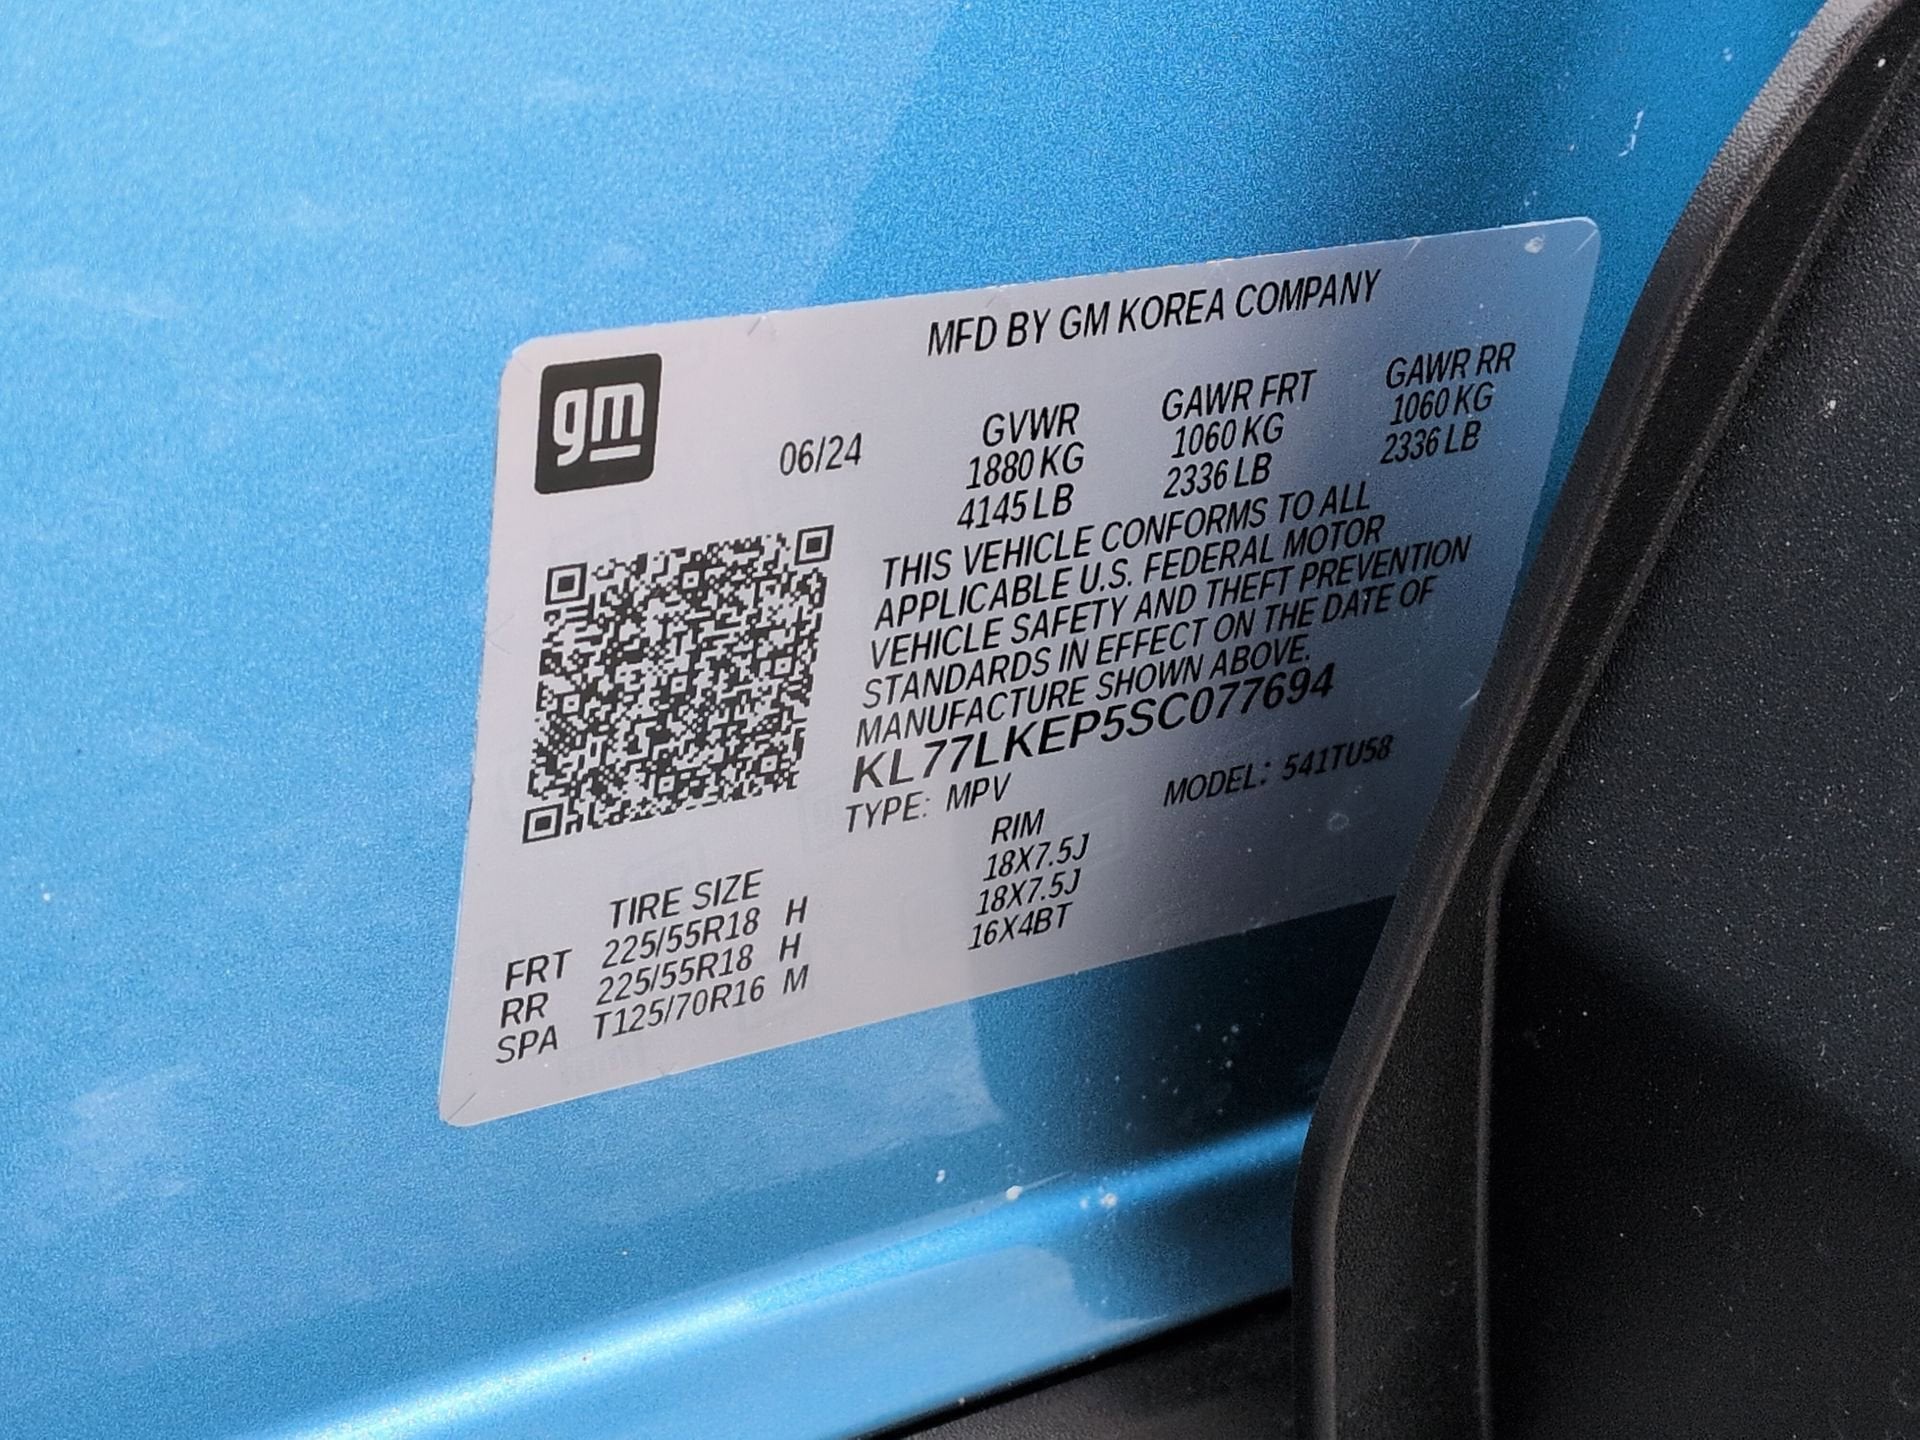 MFD BY GM KOREA COMPANY
gm
06/24
GVWR GAWR FRT GAWR RR
1880 KG 1060 KG 1060 KG
4145 LB 2336 LB 2336 LB
THIS VEHICLE CONFORMS TO ALL
APPLICABLE U.S. FEDERAL MOTOR
VEHICLE SAFETY AND THEFT PREVENTION
STANDARDS IN EFFECT ON THE DATE OF
MANUFACTURE SHOWN ABOVE.
KL77LKEP5SC077694
TYPE: MPV MODEL: 541TU58
TIRE SIZE RIM
FRT 225/55R18 H 18X7.5J
RR 225/55R18 H 18X7.5J
SPA T125/70R16 M 16X4BT